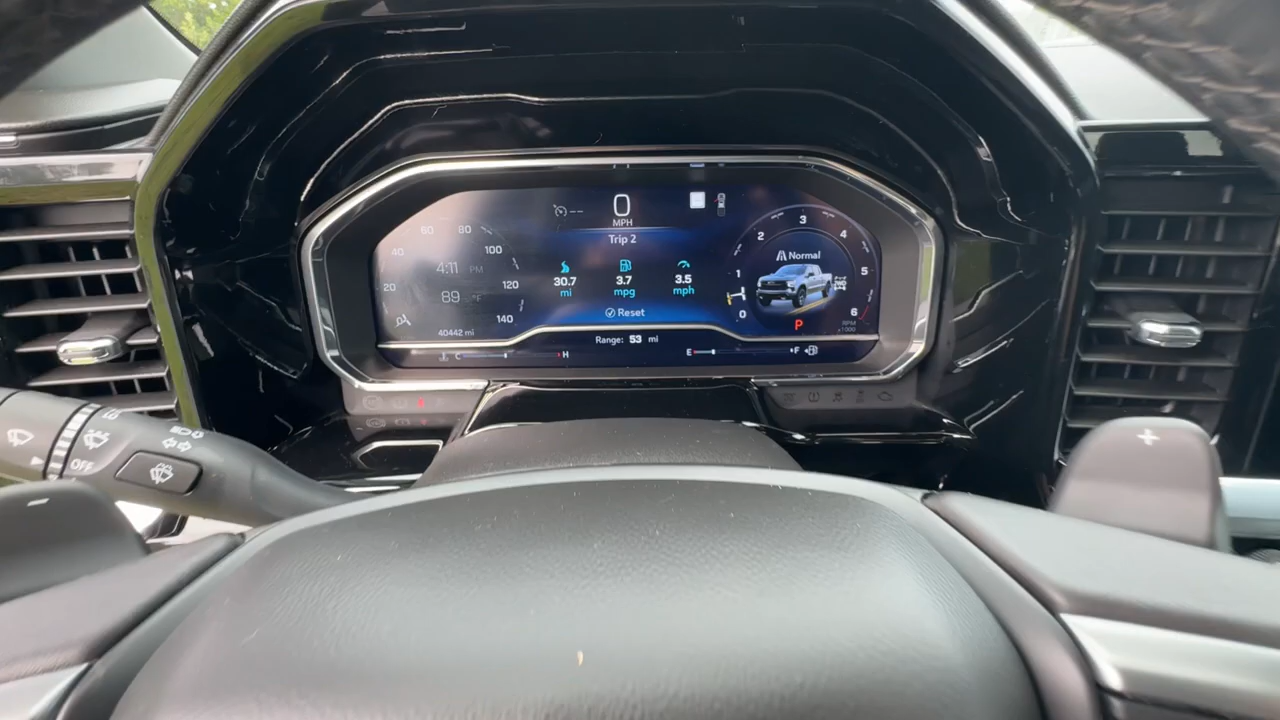 0
MPH
Trip 2
30.7
mi
3.7
mpg
3.5
mph
Reset
Range: 53 mi
20
40
60
80
100
120
140
4:11 PM
89 °F
40442 mi
C H
E F
0
1
2
3
4
5
6
Normal
P
RPM
×1000
OFF
LO
-
+